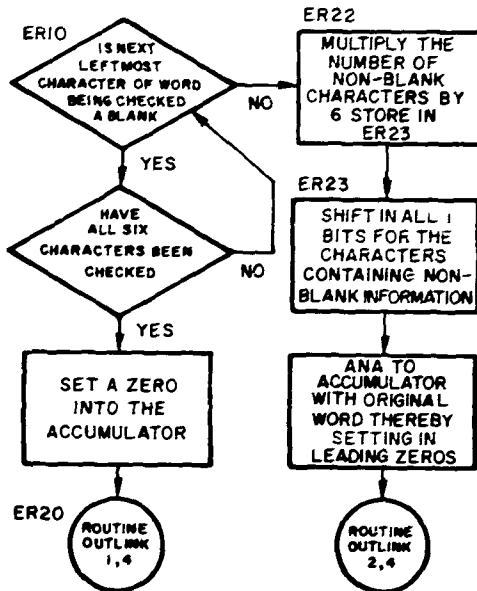 ER10
IS NEXT
LEFTMOST
CHARACTER OF WORD
BEING CHECKED
A BLANK
NO
YES
HAVE
ALL SIX
CHARACTERS BEEN
CHECKED
NO
YES
SET A ZERO
INTO THE
ACCUMULATOR
ER20
ROUTINE
OUTLINK
1,4
ER22
MULTIPLY THE
NUMBER OF
NON-BLANK
CHARACTERS BY
6 STORE IN
ER23
ER23
SHIFT IN ALL 1
BITS FOR THE
CHARACTERS
CONTAINING NON-
BLANK INFORMATION
ANA TO
ACCUMULATOR
WITH ORIGINAL
WORD THEREBY
SETTING IN
LEADING ZEROS
ROUTINE
OUTLINK
2,4